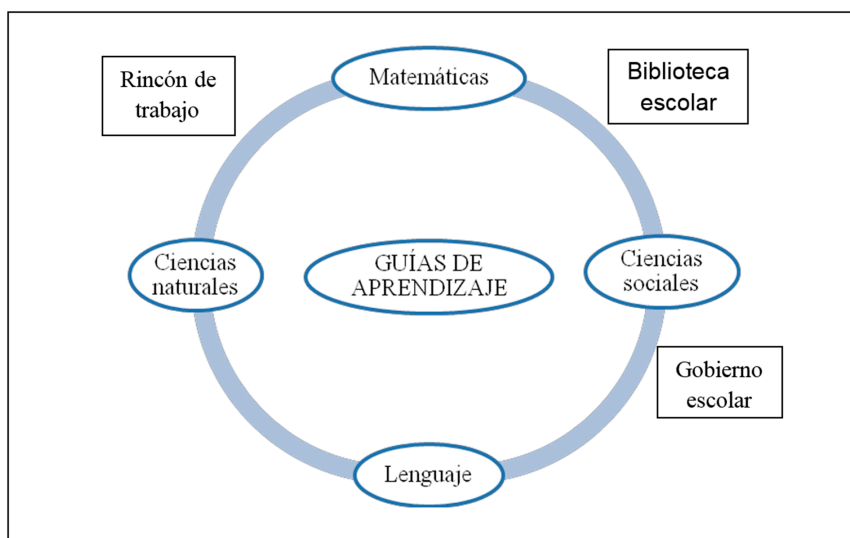 Rincón de
trabajo
Matemáticas
Biblioteca
escolar
Ciencias
naturales
GUÍAS DE
APRENDIZAJE
Ciencias
sociales
Gobierno
escolar
Lenguaje